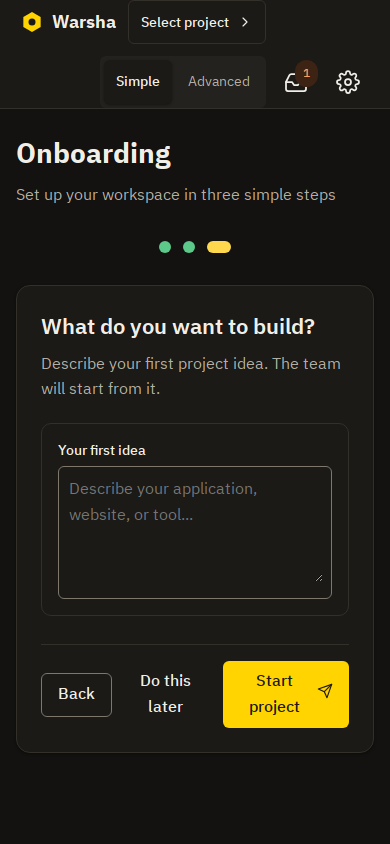 Warsha
Select project
Simple
Advanced
1
Onboarding
Set up your workspace in three simple steps
What do you want to build?
Describe your first project idea. The team
will start from it.
Your first idea
Describe your application,
website, or tool...
Back
Do this
later
Start
project